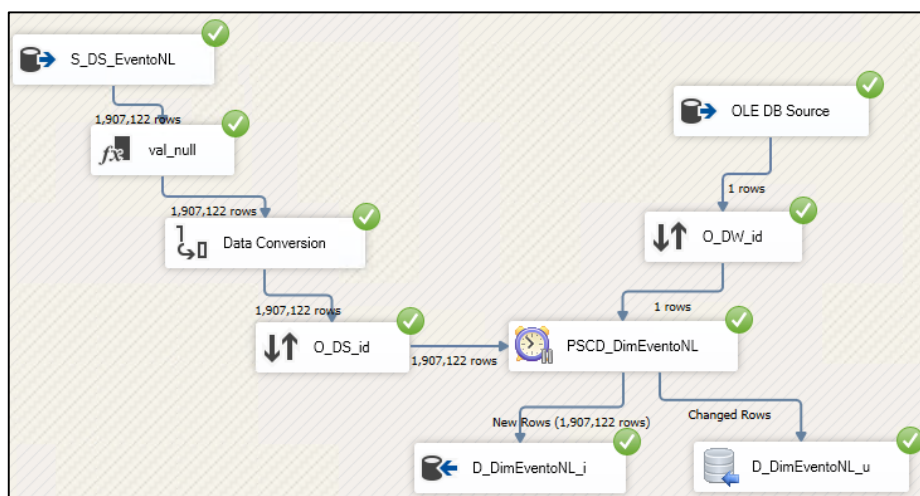 S_DS_EventoNL
1,907,122 rows
fx val_null
1,907,122 rows
Data Conversion
1,907,122 rows
O_DS_id
1,907,122 rows
OLE DB Source
1 rows
O_DW_id
1 rows
PSCD_DimEventoNL
New Rows (1,907,122 rows)
Changed Rows
D_DimEventoNL_i
D_DimEventoNL_u